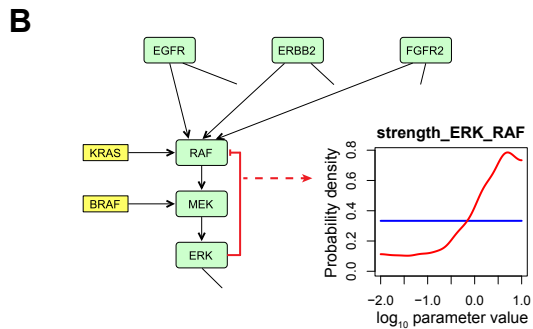 B
EGFR
ERBB2
FGFR2
KRAS
RAF
BRAF
MEK
ERK
strength_ERK_RAF
Probability density
0.8
0.6
0.4
0.2
0.0
−2.0 −1.0 0.0 1.0
log10 parameter value